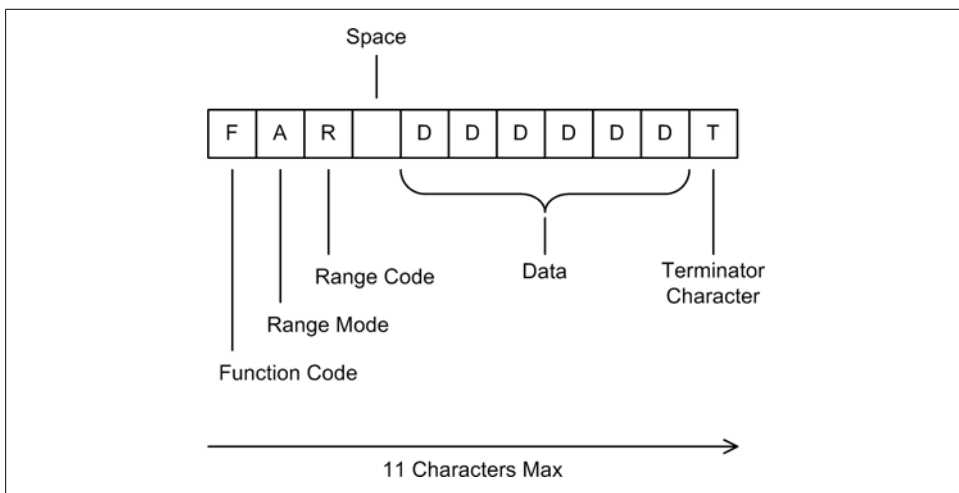 Space
F A R D D D D D D T
Range Code
Data
Terminator
Character
Range Mode
Function Code
11 Characters Max